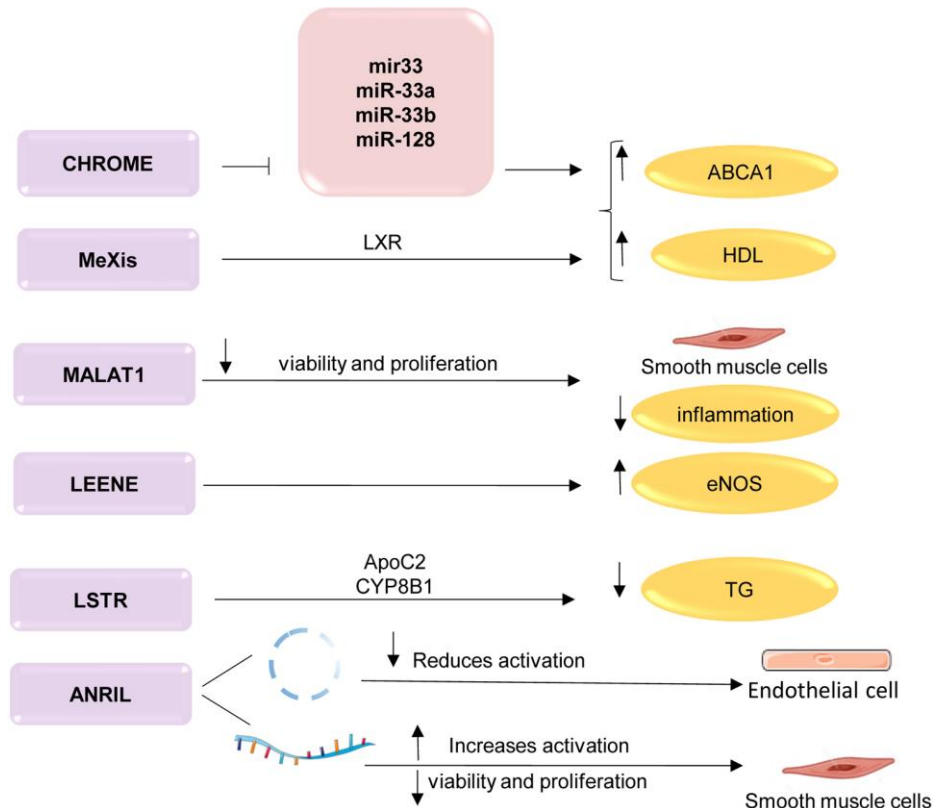 mir33
miR-33a
miR-33b
miR-128
CHROME
ABCA1
MeXis
LXR
HDL
MALAT1
viability and proliferation
Smooth muscle cells
inflammation
LEENE
eNOS
LSTR
ApoC2
CYP8B1
TG
ANRIL
Reduces activation
Endothelial cell
Increases activation
viability and proliferation
Smooth muscle cells